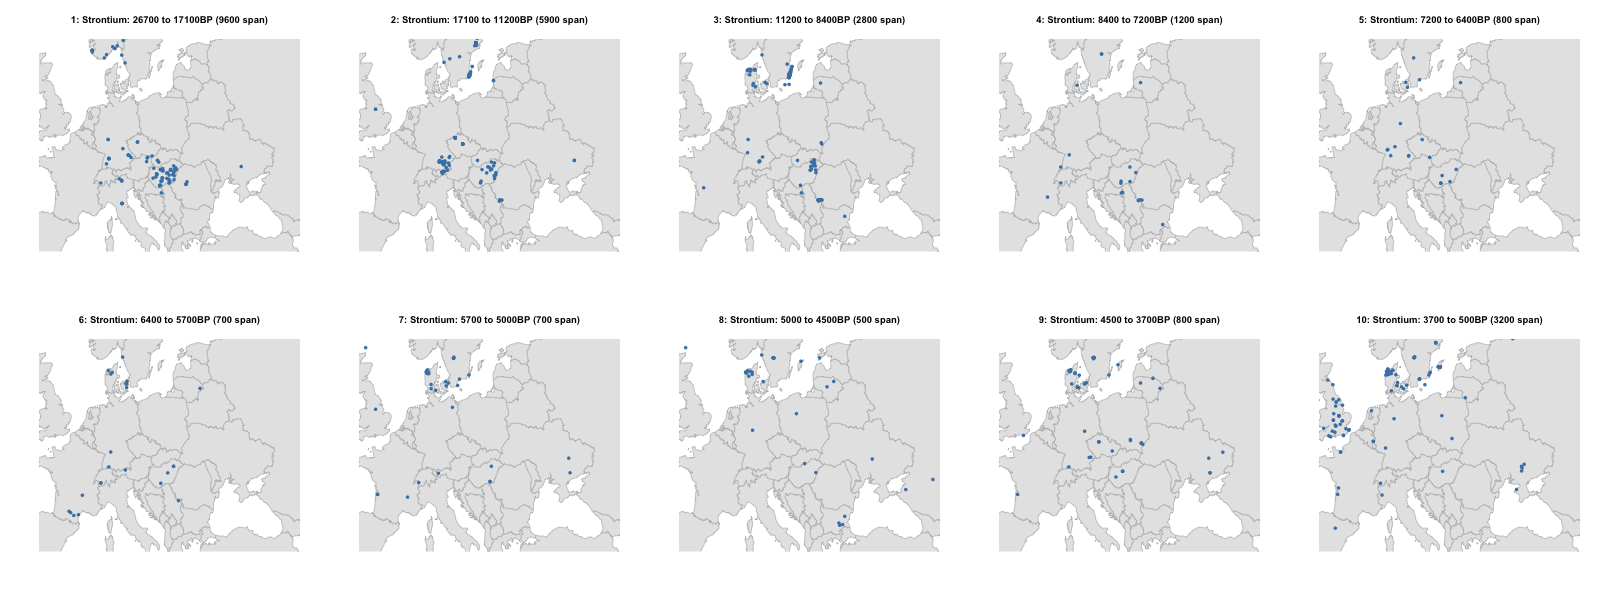 1: Strontium: 26700 to 17100BP (9600 span)
2: Strontium: 17100 to 11200BP (5900 span)
3: Strontium: 11200 to 8400BP (2800 span)
4: Strontium: 8400 to 7200BP (1200 span)
5: Strontium: 7200 to 6400BP (800 span)
6: Strontium: 6400 to 5700BP (700 span)
7: Strontium: 5700 to 5000BP (700 span)
8: Strontium: 5000 to 4500BP (500 span)
9: Strontium: 4500 to 3700BP (800 span)
10: Strontium: 3700 to 500BP (3200 span)